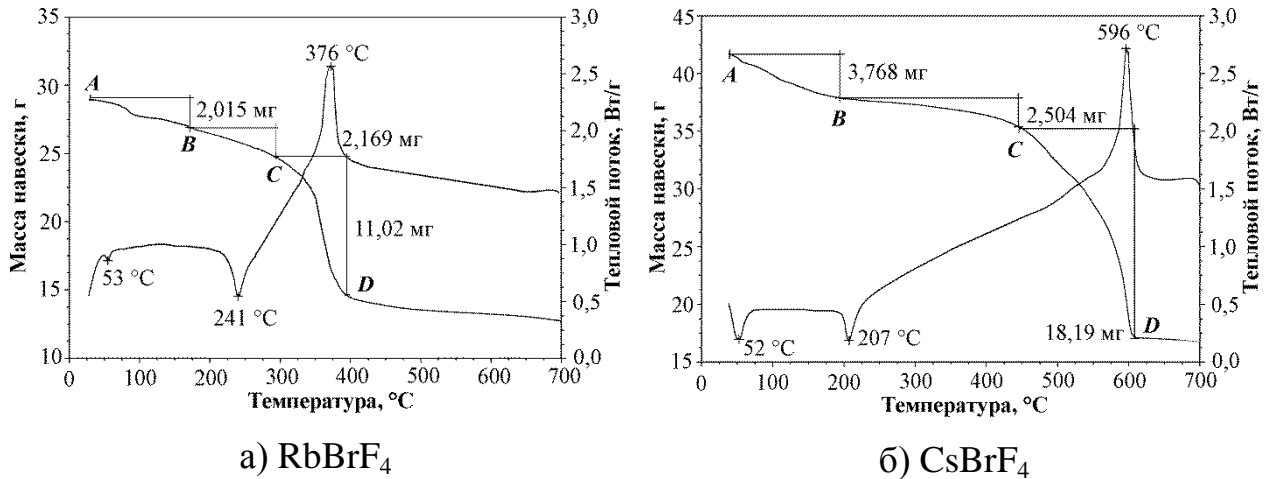 Масса навески, г
35
30
25
20
15
10
0 100 200 300 400 500 600 700
Температура, °C
3,0
2,5
2,0
1,5
1,0
0,5
0,0
Тепловой поток, Вт/г
A
B
C
D
2,015 мг
2,169 мг
11,02 мг
376 °C
53 °C
241 °C
а) RbBrF₄
Масса навески, г
45
40
35
30
25
20
15
0 100 200 300 400 500 600 700
Температура, °C
3,0
2,5
2,0
1,5
1,0
0,5
0,0
Тепловой поток, Вт/г
A
B
C
D
3,768 мг
2,504 мг
18,19 мг
596 °C
52 °C
207 °C
б) CsBrF₄